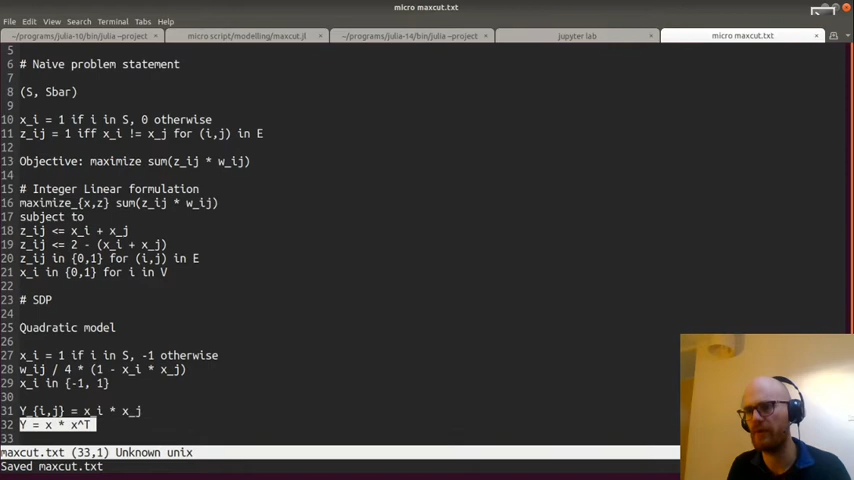 micro maxcut.txt
File Edit View Search Terminal Tabs Help
~/programs/julia-10/bin/julia --project × micro script/modelling/maxcut.jl × ~/programs/julia-14/bin/julia --project × jupyter lab × micro maxcut.txt ×
5
6 # Naive problem statement
7
8 (S, Sbar)
9
10 x_i = 1 if i in S, 0 otherwise
11 z_ij = 1 iff x_i != x_j for (i,j) in E
12
13 Objective: maximize sum(z_ij * w_ij)
14
15 # Integer Linear formulation
16 maximize_{x,z} sum(z_ij * w_ij)
17 subject to
18 z_ij <= x_i + x_j
19 z_ij <= 2 - (x_i + x_j)
20 z_ij in {0,1} for (i,j) in E
21 x_i in {0,1} for i in V
22
23 # SDP
24
25 Quadratic model
26
27 x_i = 1 if i in S, -1 otherwise
28 w_ij / 4 * (1 - x_i * x_j)
29 x_i in {-1, 1}
30
31 Y_{i,j} = x_i * x_j
32 Y = x * x^T
33
maxcut.txt (33,1) Unknown unix
Saved maxcut.txt